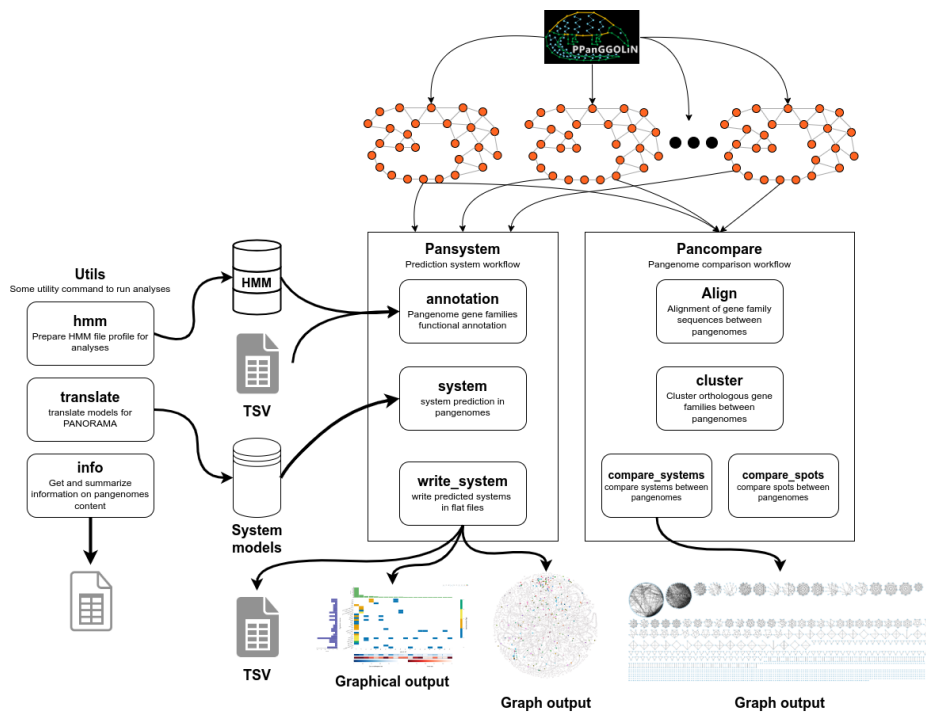 PPanGGOLiN
Pansystem
Prediction system workflow
Pancompare
Pangenome comparison workflow
Utils
Some utility command to run analyses
HMM
annotation
Pangenome gene families
functional annotation
Align
Alignment of gene family
sequences between
pangenomes
hmm
Prepare HMM file profile for
analyses
TSV
system
system prediction in
pangenomes
cluster
Cluster orthologous gene
families between
pangenomes
translate
translate models for
PANORAMA
info
Get and summarize
information on pangenomes
content
System
models
write_system
write predicted systems
in flat files
compare_systems
compare systems between
pangenomes
compare_spots
compare spots between
pangenomes
TSV
Graphical output
Graph output
Graph output